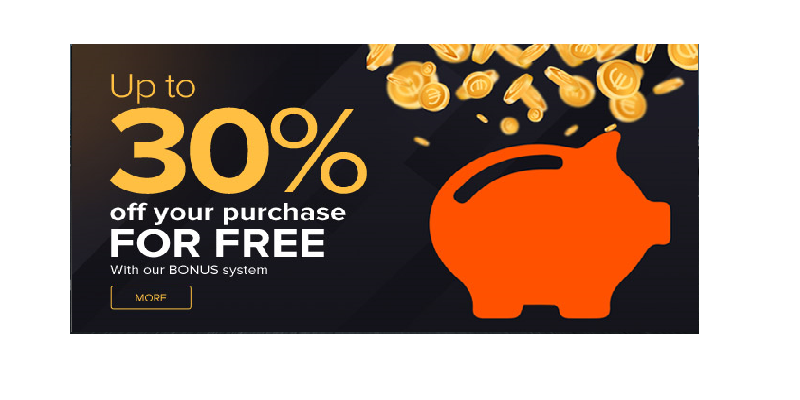 Up to
30%
off your purchase
FOR FREE
With our BONUS system
MORE